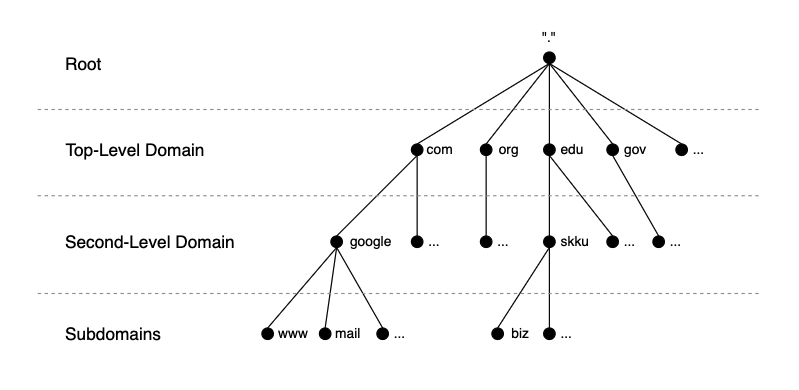 "."
Root
Top-Level Domain com org edu gov ...
Second-Level Domain google ... ... skku ... ...
Subdomains www mail ... biz ...